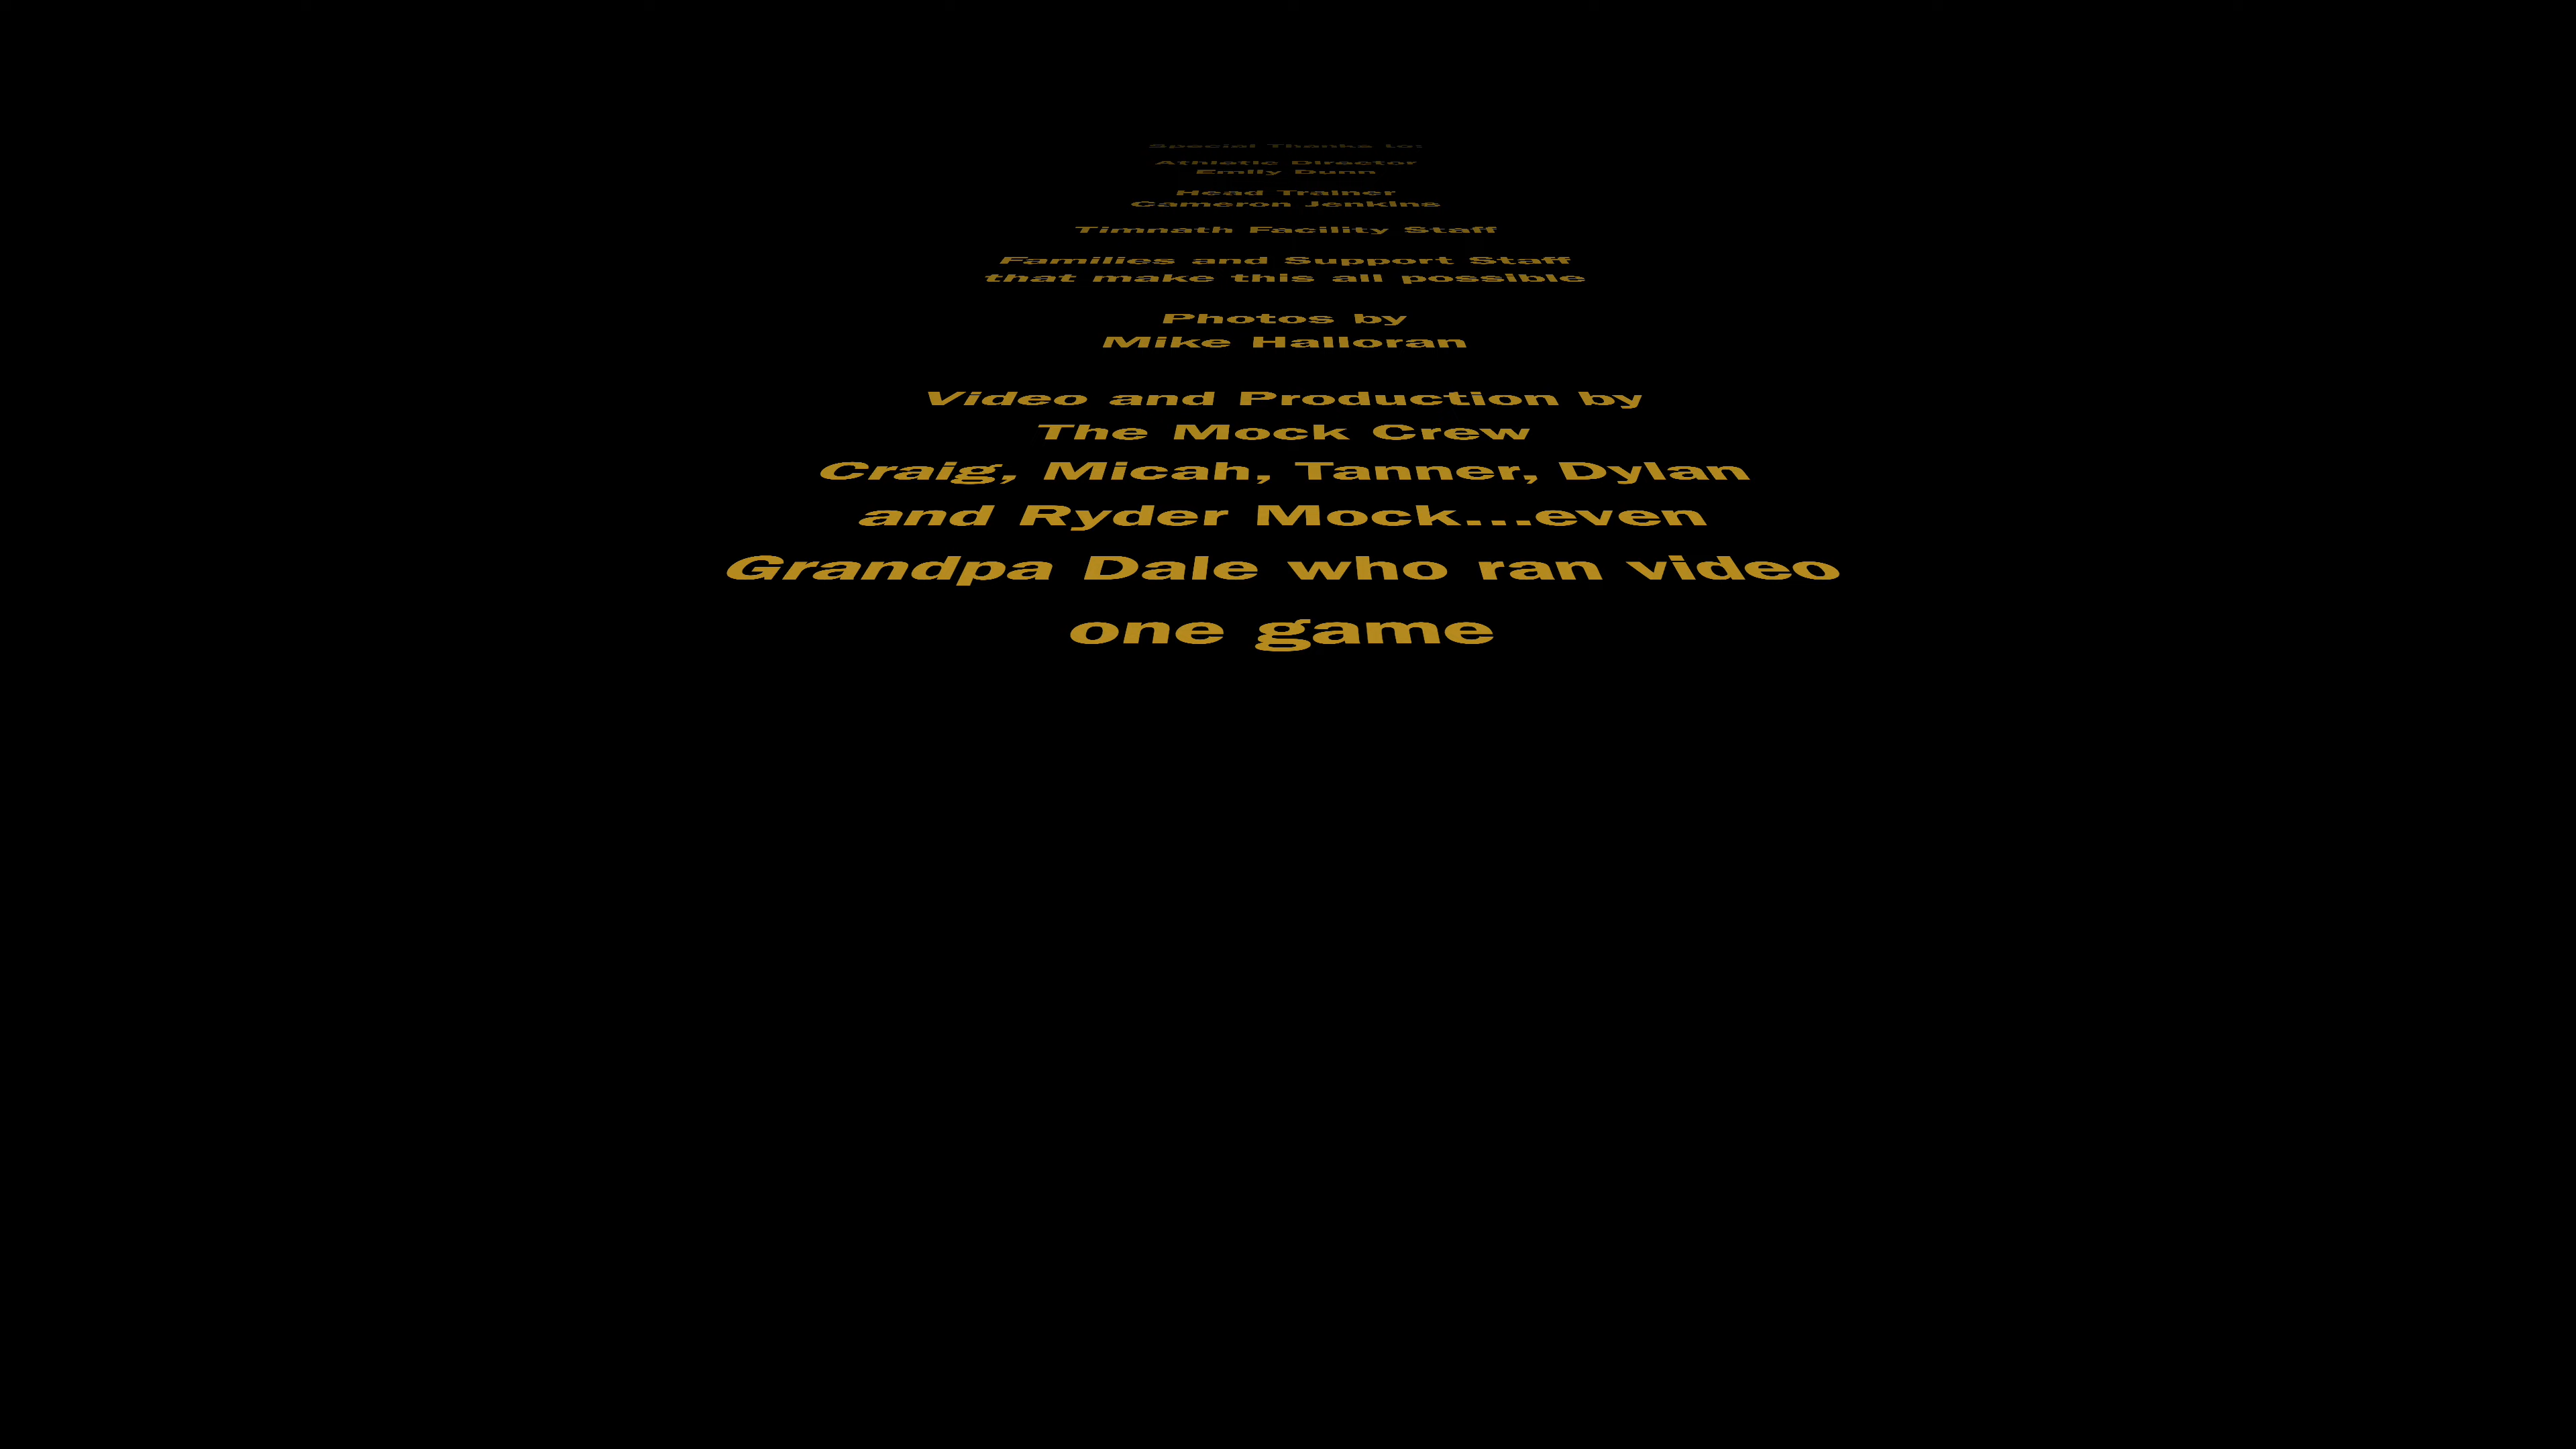 Special Thanks to:
Athletic Director
Emily Dunn
Head Trainer
Cameron Jenkins
Timnath Facility Staff
Families and Support Staff
that make this all possible
Photos by
Mike Halloran
Video and Production by
The Mock Crew
Craig, Micah, Tanner, Dylan
and Ryder Mock...even
Grandpa Dale who ran video
one game